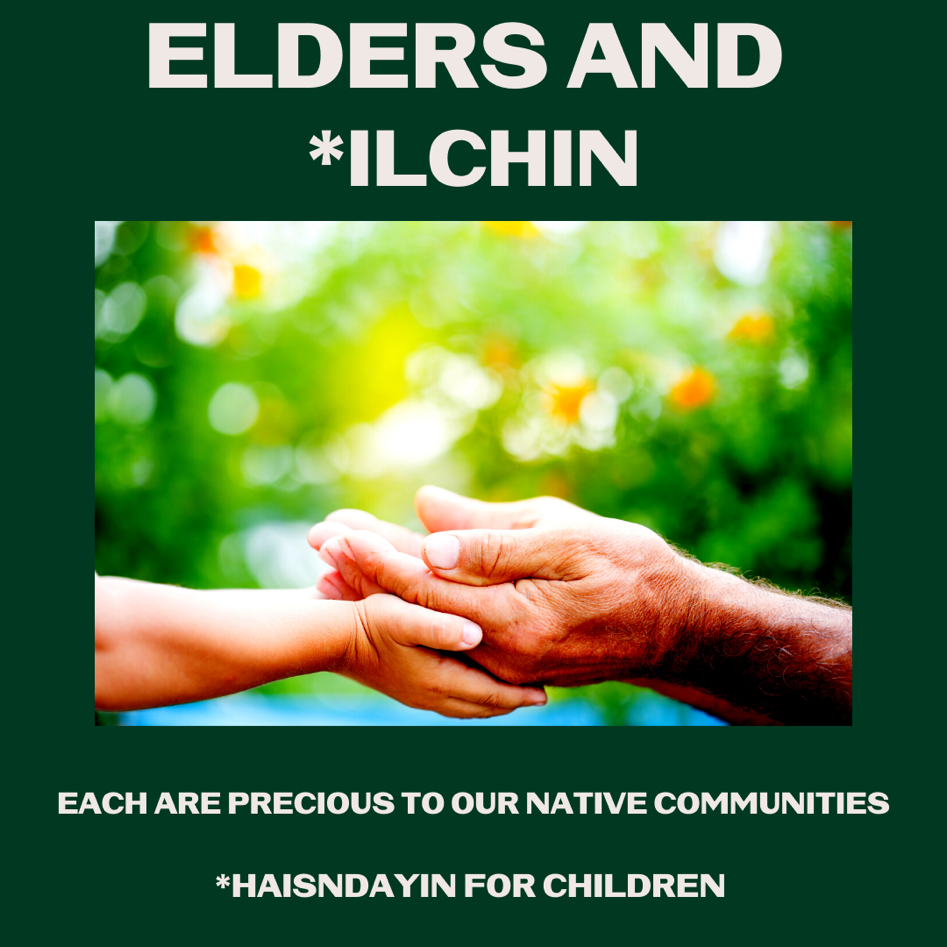 ELDERS AND
*ILCHIN
EACH ARE PRECIOUS TO OUR NATIVE COMMUNITIES
*HAISNDAYIN FOR CHILDREN